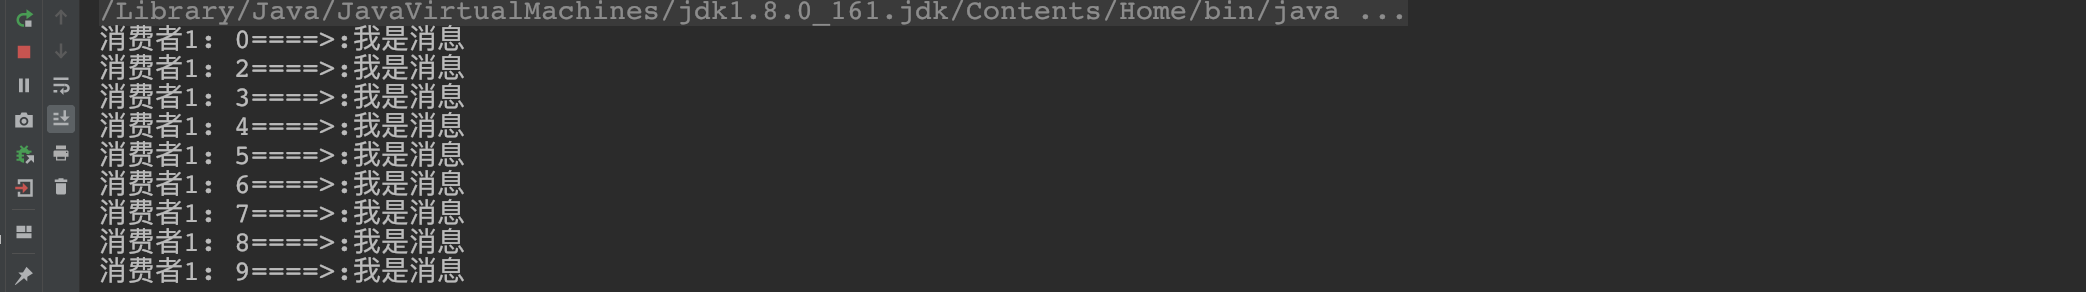 /Library/Java/JavaVirtualMachines/jdk1.8.0_161.jdk/Contents/Home/bin/java ...
消费者1: 0====>:我是消息
消费者1: 2====>:我是消息
消费者1: 3====>:我是消息
消费者1: 4====>:我是消息
消费者1: 5====>:我是消息
消费者1: 6====>:我是消息
消费者1: 7====>:我是消息
消费者1: 8====>:我是消息
消费者1: 9====>:我是消息